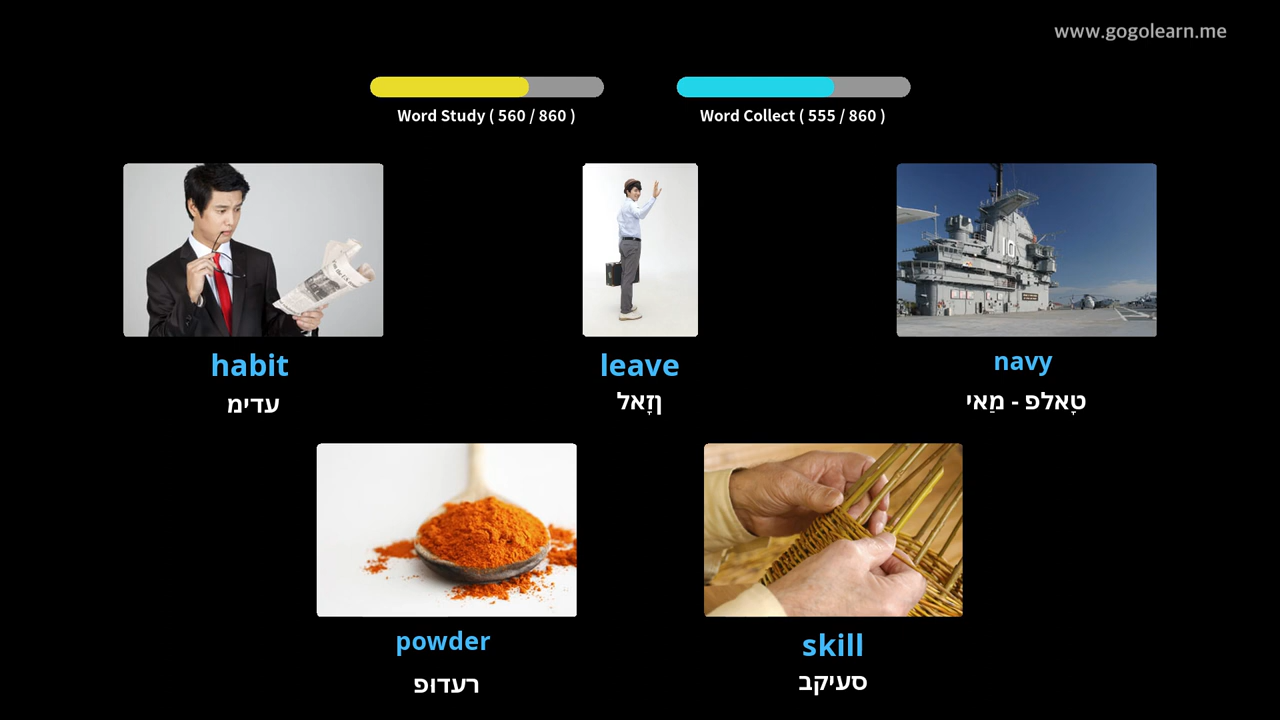 www.gogolearn.me
Word Study ( 560 / 860 )
Word Collect ( 555 / 860 )
habit
עדימ
leave
ןזָאל
navy
טָאלפ - מַאי
powder
רעדופ
skill
סעיקב